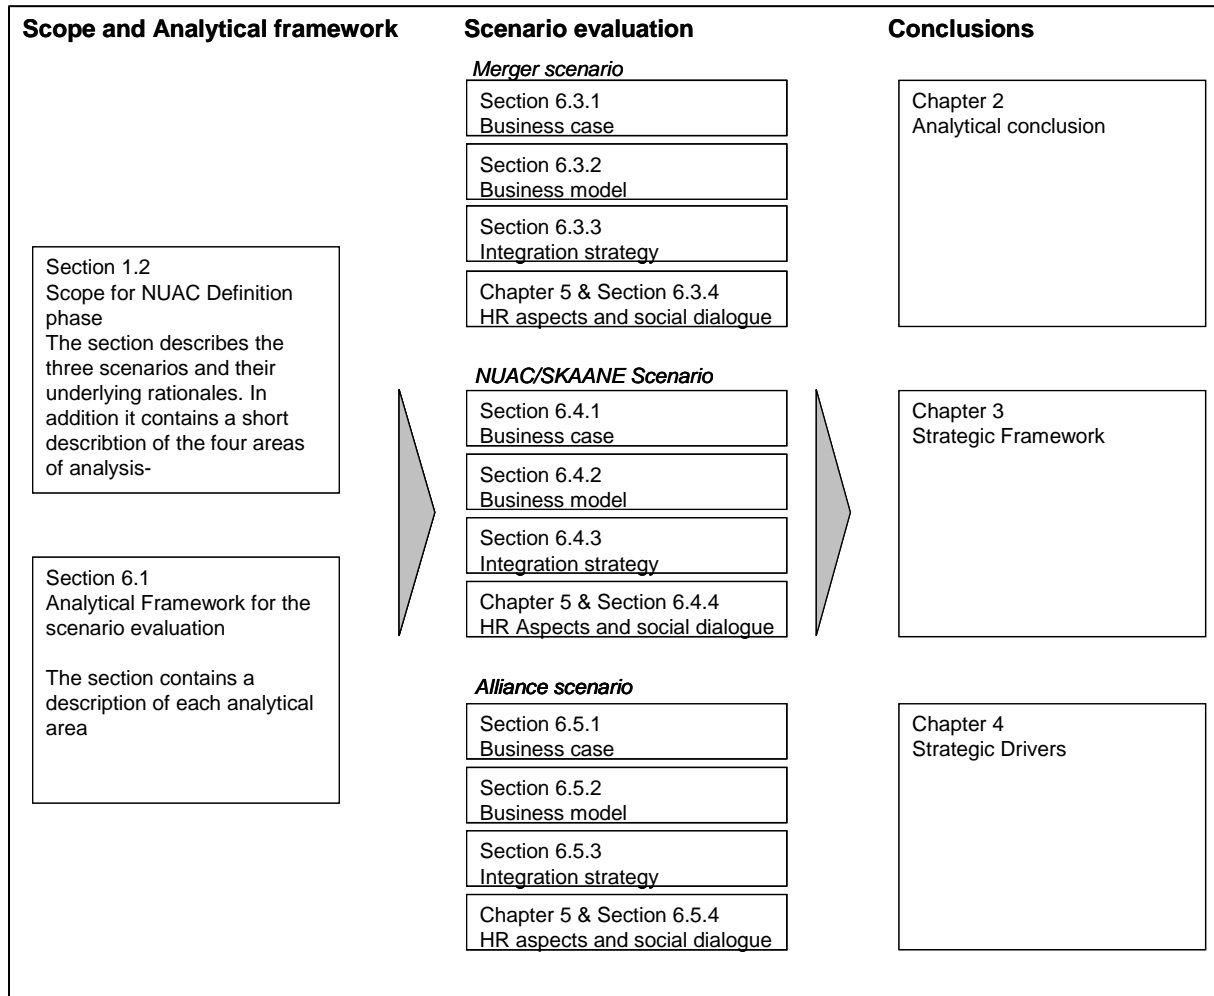 Scope and Analytical framework
Section 1.2
Scope for NUAC Definition
phase
The section describes the
three scenarios and their
underlying rationales. In
addition it contains a short
describtion of the four areas
of analysis-
Section 6.1
Analytical Framework for the
scenario evaluation
The section contains a
description of each analytical
area
Scenario evaluation
Merger scenario
Section 6.3.1
Business case
Section 6.3.2
Business model
Section 6.3.3
Integration strategy
Chapter 5 & Section 6.3.4
HR aspects and social dialogue
NUAC/SKAANE Scenario
Section 6.4.1
Business case
Section 6.4.2
Business model
Section 6.4.3
Integration strategy
Chapter 5 & Section 6.4.4
HR Aspects and social dialogue
Alliance scenario
Section 6.5.1
Business case
Section 6.5.2
Business model
Section 6.5.3
Integration strategy
Chapter 5 & Section 6.5.4
HR aspects and social dialogue
Conclusions
Chapter 2
Analytical conclusion
Chapter 3
Strategic Framework
Chapter 4
Strategic Drivers